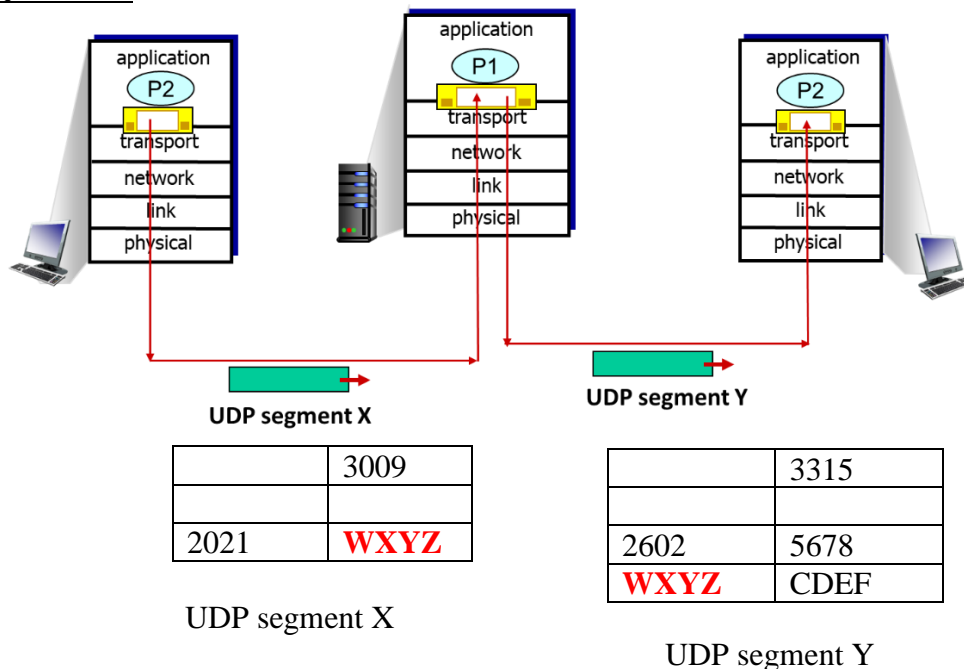 application
P2
transport
network
link
physical
application
P1
transport
network
link
physical
application
P2
transport
network
link
physical
UDP segment X
UDP segment Y
3009
2021 WXYZ
UDP segment X
3315
2602 5678
WXYZ CDEF
UDP segment Y